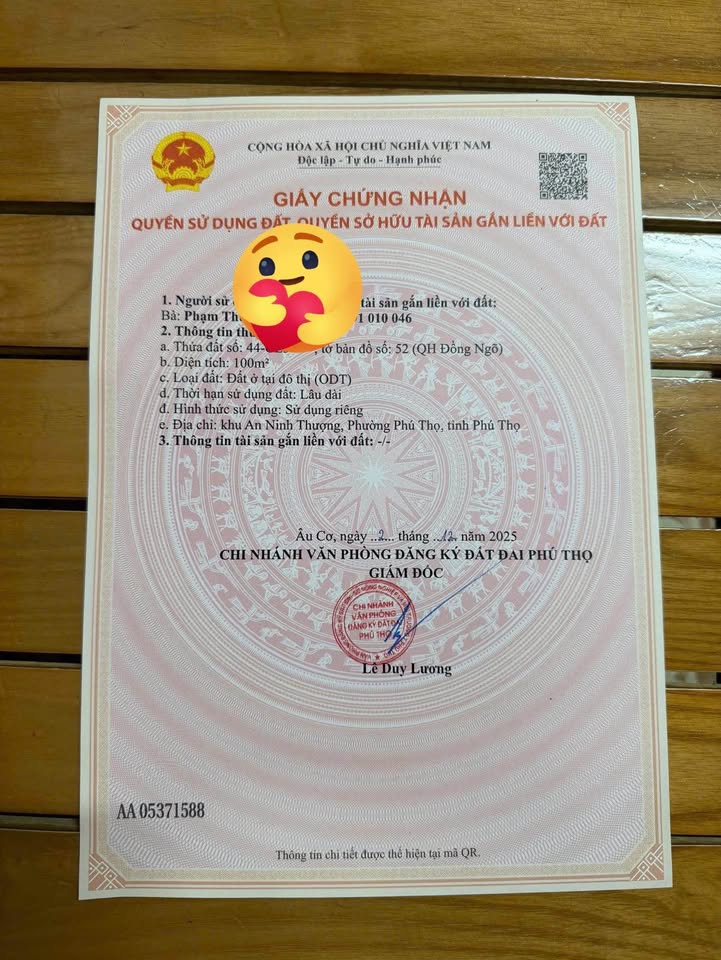 CỘNG HÒA XÃ HỘI CHỦ NGHĨA VIỆT NAM
Độc lập - Tự do - Hạnh phúc
GIẤY CHỨNG NHẬN
QUYỀN SỬ DỤNG ĐẤT, QUYỀN SỞ HỮU TÀI SẢN GẮN LIỀN VỚI ĐẤT
1. Người sử tài sản gắn liền với đất:
Bà: Phạm 1 010 046
2. Thông tin
a. Thửa đất số: 44- tờ bản đồ số: 52 (QH Đồng Ngõ)
b. Diện tích: 100m²
c. Loại đất: Đất ở tại đô thị (ODT)
d. Thời hạn sử dụng đất: Lâu dài
đ. Hình thức sử dụng: Sử dụng riêng
e. Địa chỉ: khu An Ninh Thượng, Phường Phú Thọ, tỉnh Phú Thọ
3. Thông tin tài sản gắn liền với đất: -/-
Âu Cơ, ngày ..2... tháng ..12.. năm 2025
CHI NHÁNH VĂN PHÒNG ĐĂNG KÝ ĐẤT ĐAI PHÚ THỌ
GIÁM ĐỐC
CHI NHÁNH
VĂN PHÒNG
ĐĂNG KÝ ĐẤT ĐAI
PHÚ THỌ
Lê Duy Lương
AA 05371588
Thông tin chi tiết được thể hiện tại mã QR.